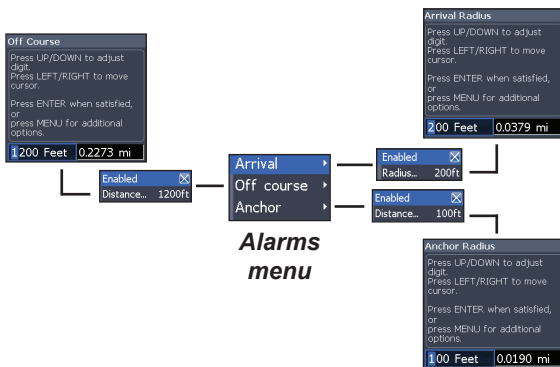 Arrival Radius
Press UP/DOWN to adjust
digit.
Press LEFT/RIGHT to move
cursor.
Press ENTER when satisfied,
or
press MENU for additional
options.
200 Feet 0.0379 mi
Off Course
Press UP/DOWN to adjust
digit.
Press LEFT/RIGHT to move
cursor.
Press ENTER when satisfied,
or
press MENU for additional
options.
1200 Feet 0.2273 mi
Enabled
Distance... 1200ft
Arrival
Off course
Anchor
Alarms
menu
Enabled
Radius... 200ft
Enabled
Distance... 100ft
Anchor Radius
Press UP/DOWN to adjust
digit.
Press LEFT/RIGHT to move
cursor.
Press ENTER when satisfied,
or
press MENU for additional
options.
100 Feet 0.0190 mi